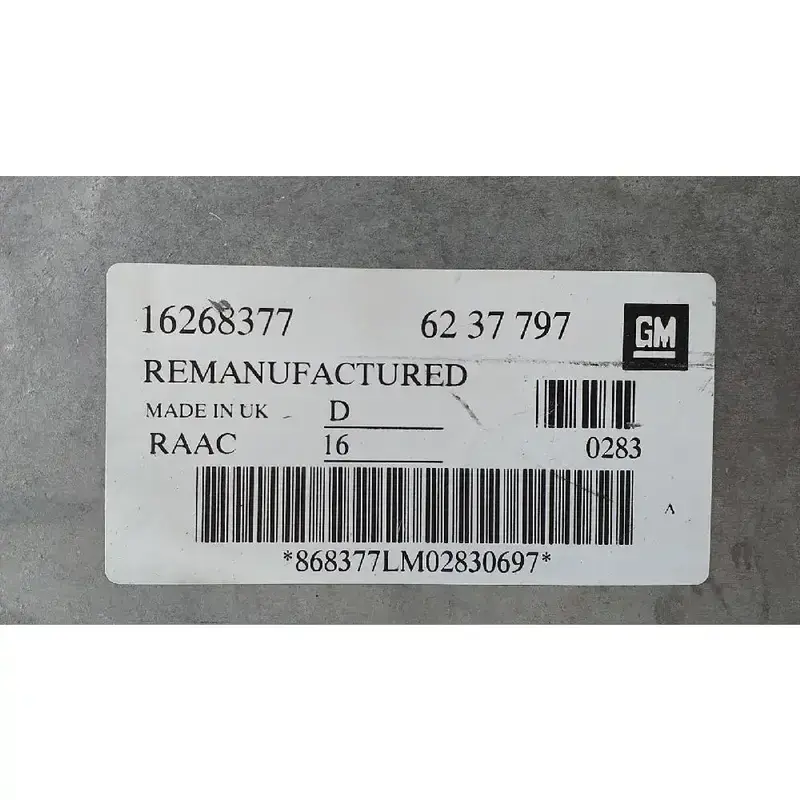 16268377 62 37 797 GM
REMANUFACTURED
MADE IN UK D
RAAC 16 0283
A
*868377LM02830697*